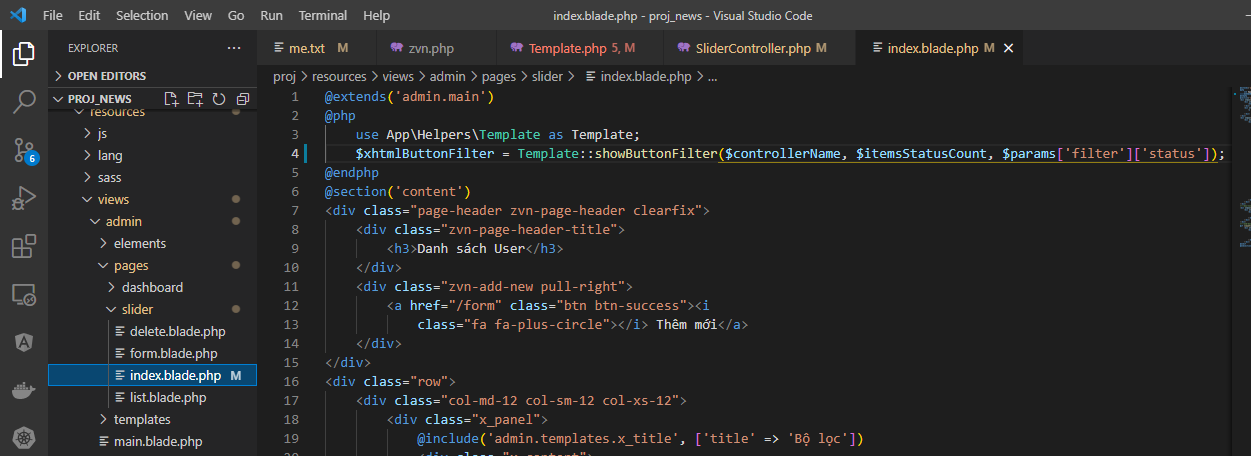 File Edit Selection View Go Run Terminal Help index.blade.php - proj_news - Visual Studio Code
EXPLORER ···
me.txt M zvn.php Template.php 5, M SliderController.php M index.blade.php M
OPEN EDITORS
proj > resources > views > admin > pages > slider > index.blade.php > ...
PROJ_NEWS
resources
js
lang
sass
views
admin
elements
pages
dashboard
slider
delete.blade.php
form.blade.php
index.blade.php M
list.blade.php
templates
main.blade.php
6
1 @extends('admin.main')
2 @php
3 use App\Helpers\Template as Template;
4 $xhtmlButtonFilter = Template::showButtonFilter($controllerName, $itemsStatusCount, $params['filter']['status']);
5 @endphp
6 @section('content')
7 <div class="page-header zvn-page-header clearfix">
8 <div class="zvn-page-header-title">
9 <h3>Danh sách User</h3>
10 </div>
11 <div class="zvn-add-new pull-right">
12 <a href="/form" class="btn btn-success"><i
13 class="fa fa-plus-circle"></i> Thêm mới</a>
14 </div>
15 </div>
16 <div class="row">
17 <div class="col-md-12 col-sm-12 col-xs-12">
18 <div class="x_panel">
19 @include('admin.templates.x_title', ['title' => 'Bộ lọc'])